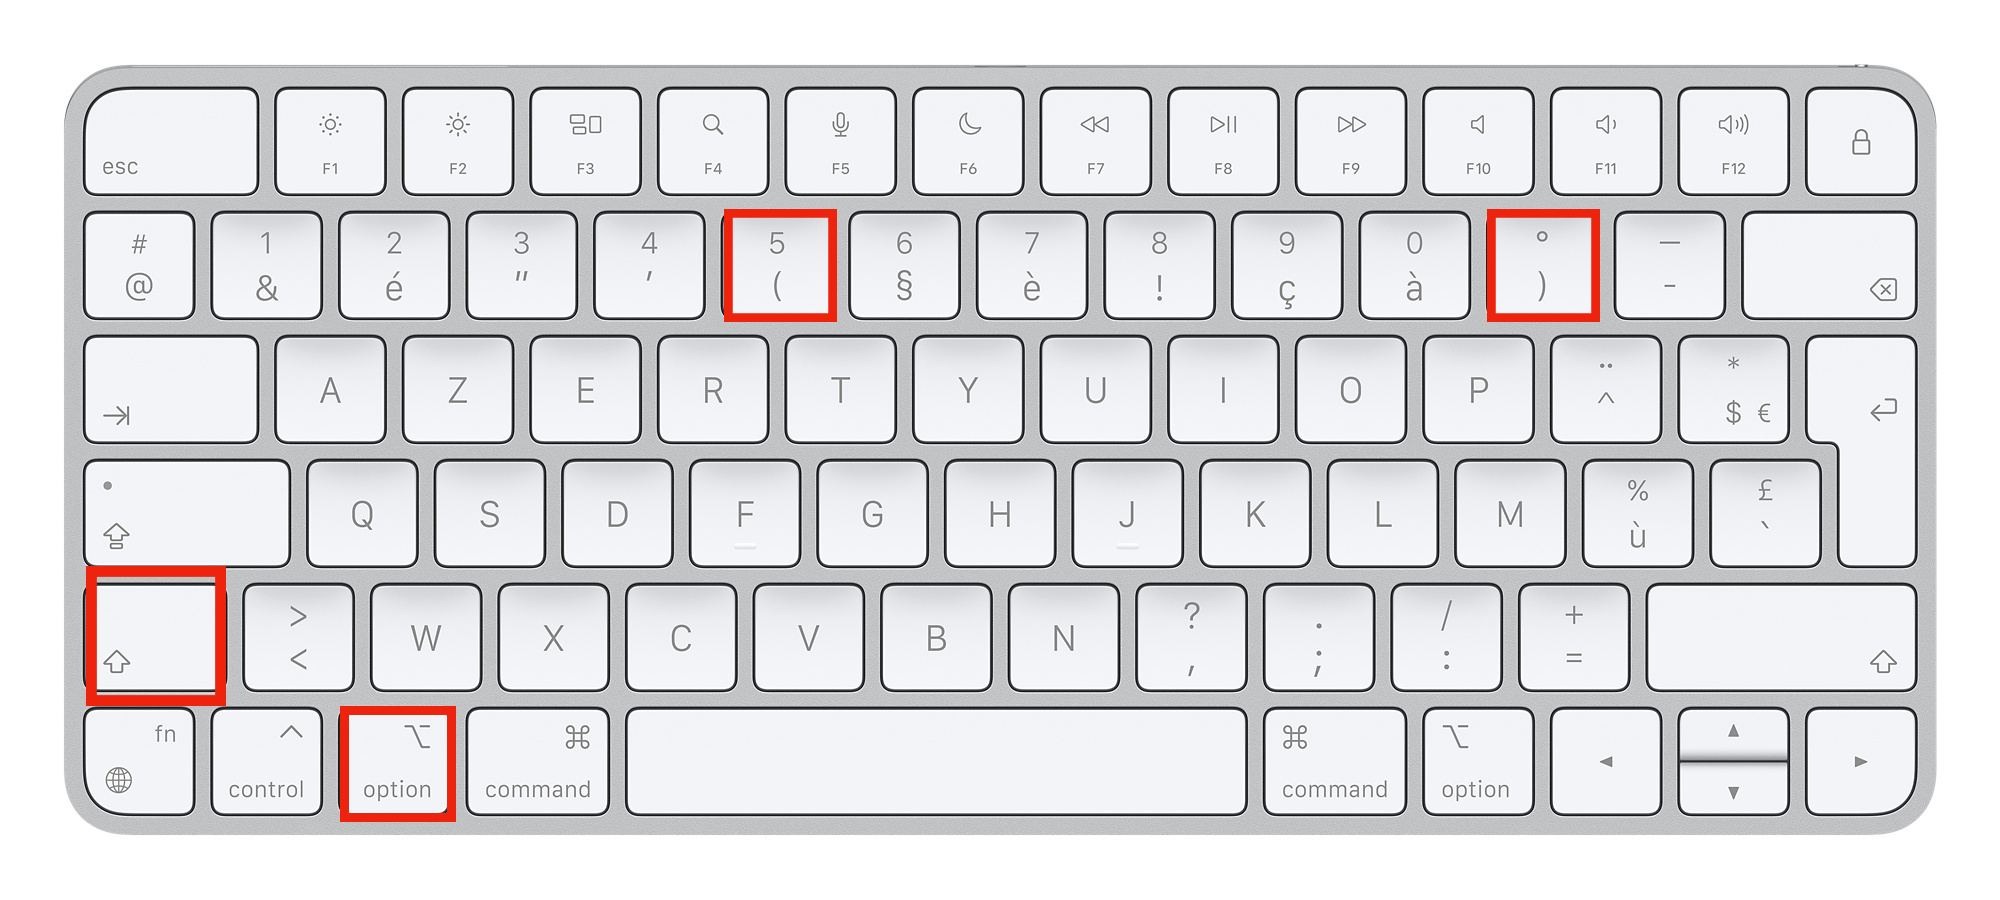 esc F1 F2 F3 F4 F5 F6 F7 F8 F9 F10 F11 F12
# 1 2 3 4 5 6 7 8 9 0 ° —
@ & é " ' ( § è ! ç à ) -
A Z E R T Y U I O P ¨ *
^ $ €
Q S D F G H J K L M % £
ù `
> W X C V B N ? . / +
< , ; : =
fn ^ ⌥ ⌘ ⌘ ⌥ ▲
control option command command option ◄ ▼ ►